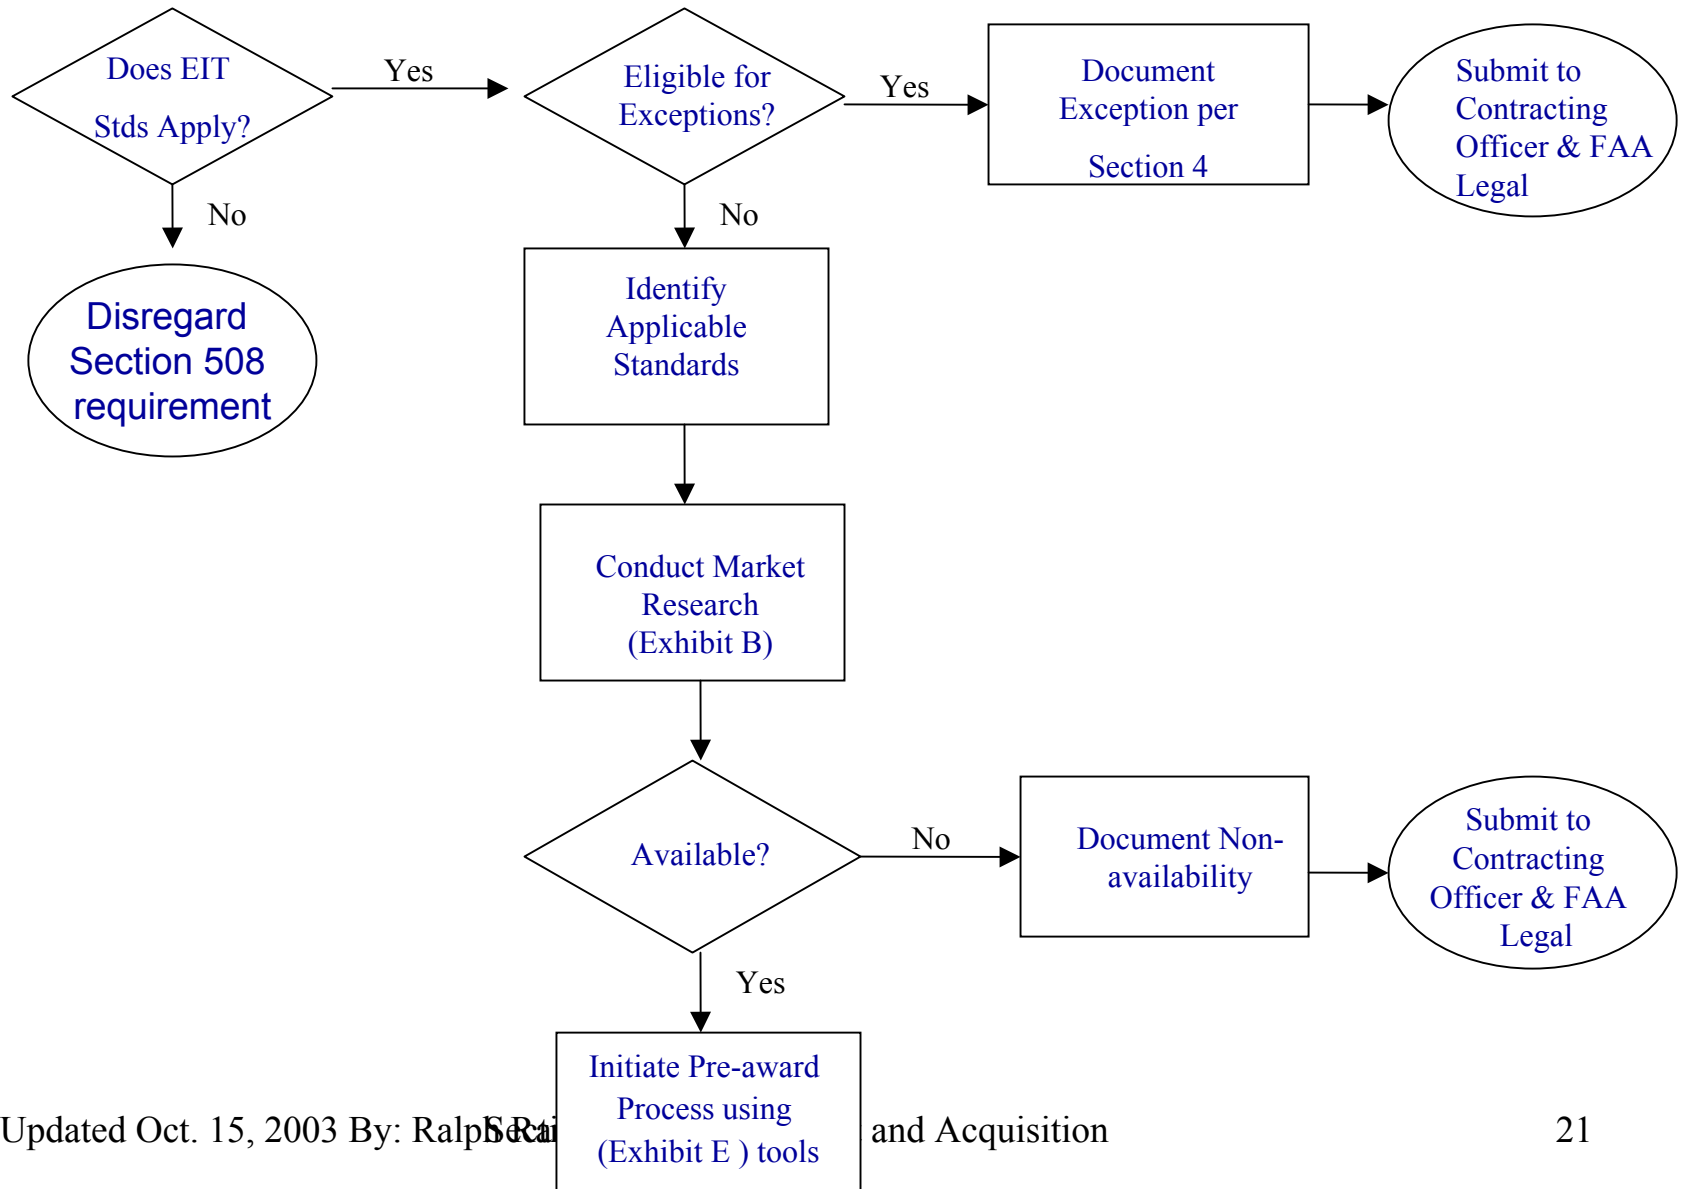 Does EIT
Stds Apply?
Yes
Eligible for
Exceptions?
Yes
Document
Exception per
Section 4
Submit to
Contracting
Officer & FAA
Legal
No
No
Disregard
Section 508
requirement
Identify
Applicable
Standards
Conduct Market
Research
(Exhibit B)
Available?
No
Document Non-
availability
Submit to
Contracting
Officer & FAA
Legal
Yes
Initiate Pre-award
Process using
(Exhibit E ) tools
Updated Oct. 15, 2003 By: Ralph
and Acquisition
21